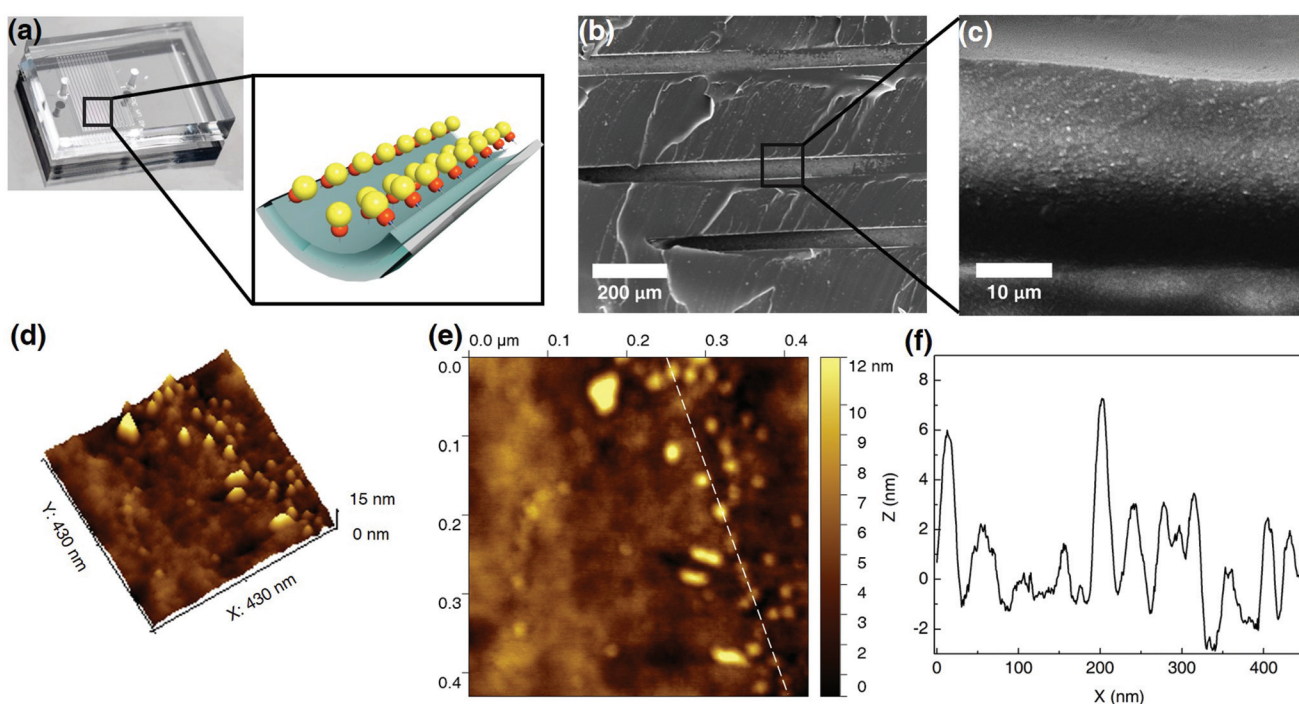 (a)
(b)
200 µm
(c)
10 µm
(d)
Y: 430 nm
X: 430 nm
15 nm
0 nm
(e)
0.0 µm 0.1 0.2 0.3 0.4
0.0
0.1
0.2
0.3
0.4
12 nm
10
9
8
7
6
5
4
3
2
0
(f)
Z (nm)
8
6
4
2
0
-2
0 100 200 300 400
X (nm)